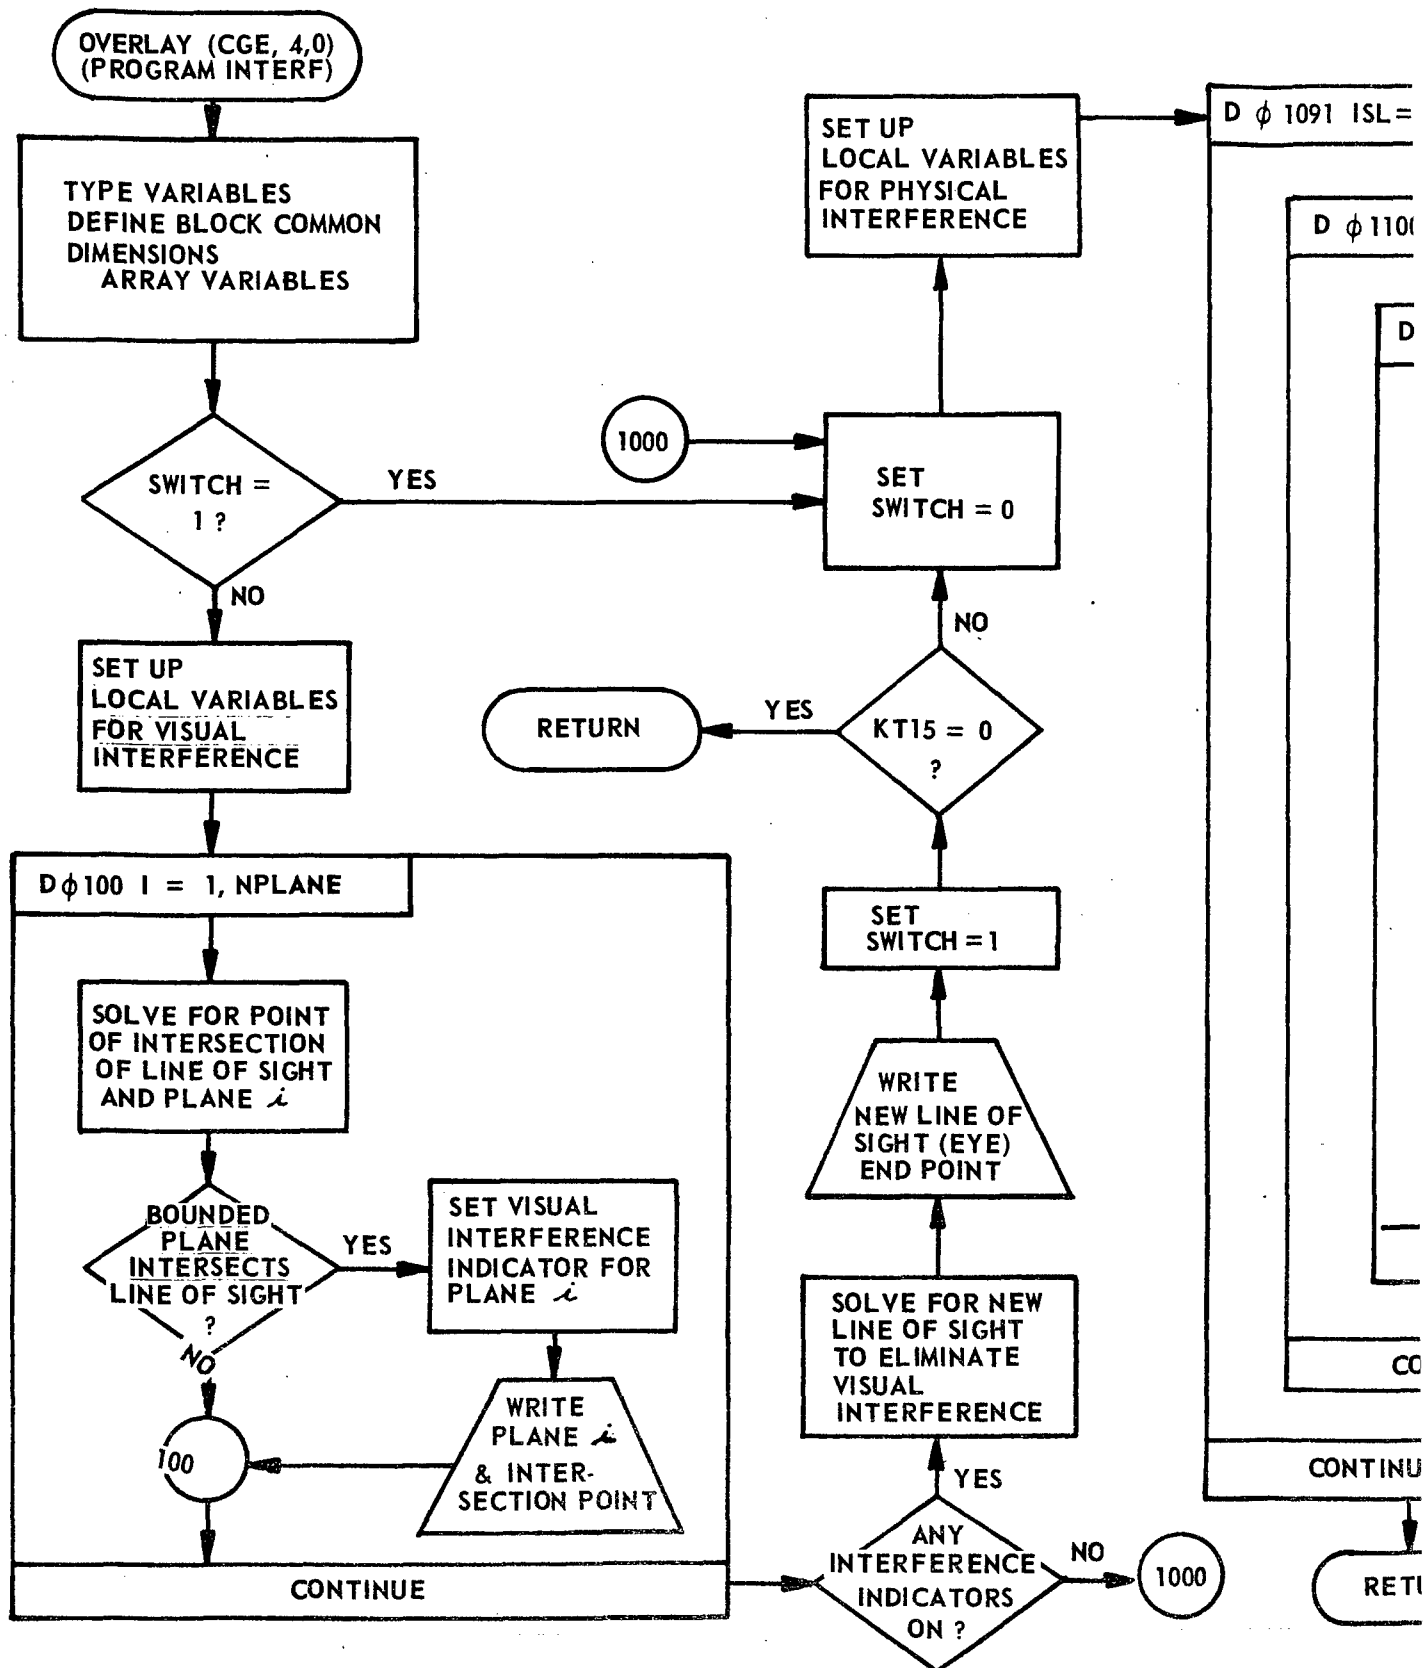 OVERLAY (CGE, 4,0)
(PROGRAM INTERF)
TYPE VARIABLES
DEFINE BLOCK COMMON
DIMENSIONS
ARRAY VARIABLES
SWITCH =
1 ?
YES
NO
SET UP
LOCAL VARIABLES
FOR VISUAL
INTERFERENCE
Dϕ100 I = 1, NPLANE
SOLVE FOR POINT
OF INTERSECTION
OF LINE OF SIGHT
AND PLANE i
BOUNDED
PLANE
INTERSECTS
LINE OF SIGHT
?
YES
NO
SET VISUAL
INTERFERENCE
INDICATOR FOR
PLANE i
WRITE
PLANE i
& INTER-
SECTION POINT
100
CONTINUE
ANY
INTERFERENCE
INDICATORS
ON ?
NO
1000
YES
SOLVE FOR NEW
LINE OF SIGHT
TO ELIMINATE
VISUAL
INTERFERENCE
WRITE
NEW LINE OF
SIGHT (EYE)
END POINT
SET
SWITCH = 1
KT15 = 0
?
YES
RETURN
NO
1000
SET
SWITCH = 0
SET UP
LOCAL VARIABLES
FOR PHYSICAL
INTERFERENCE
D ϕ 1091 ISL =
D ϕ 110
D
CO
CONTINU
RETU